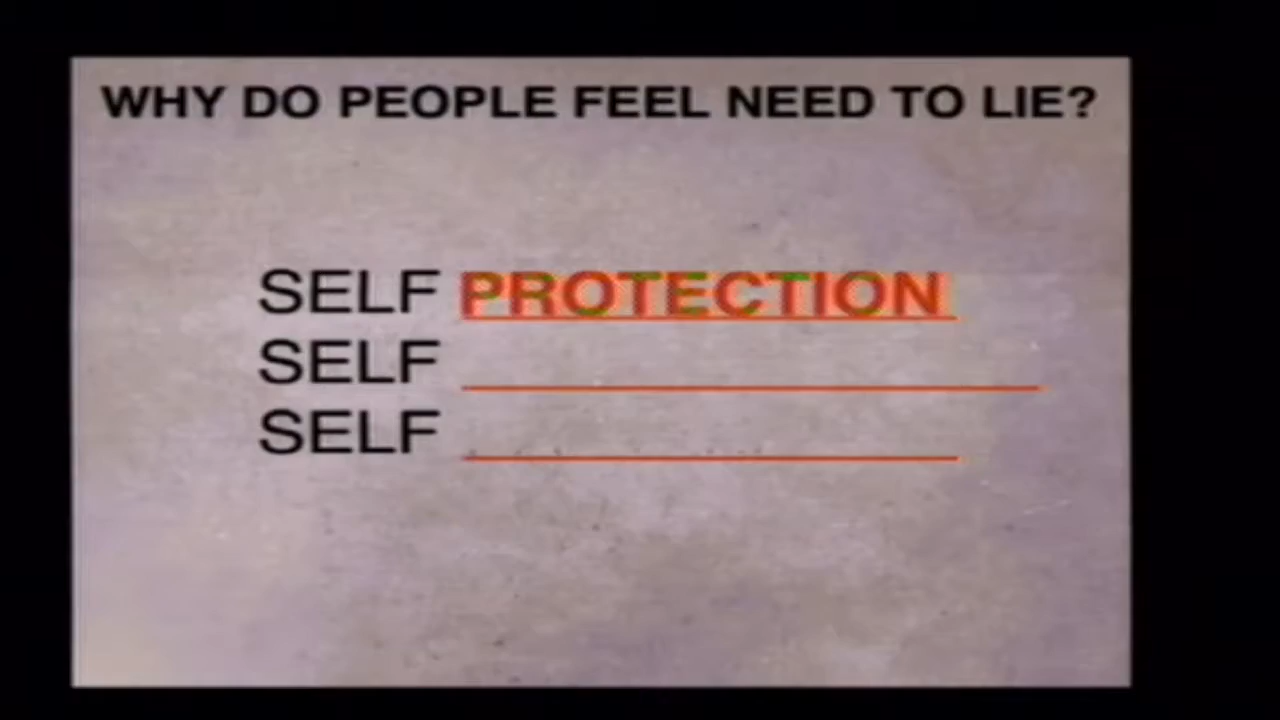 WHY DO PEOPLE FEEL NEED TO LIE?
SELF PROTECTION
SELF
SELF